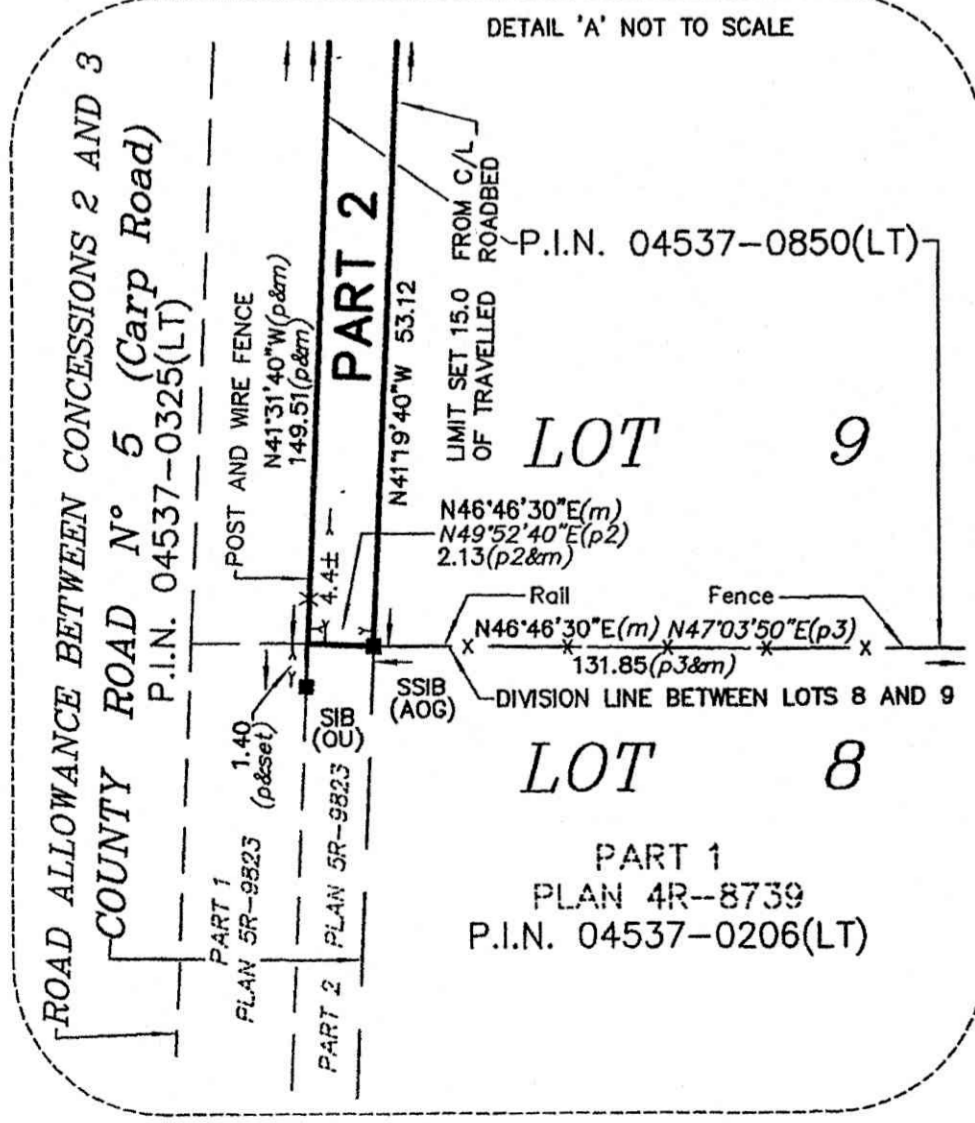 DETAIL 'A' NOT TO SCALE
ROAD ALLOWANCE BETWEEN CONCESSIONS 2 AND 3
COUNTY ROAD N° 5 (Carp Road)
P.I.N. 04537-0325(LT)
POST AND WIRE FENCE
N41°31'40"W(p&m)
149.51(p&m)
PART 2
N41°19'40"W 53.12
LIMIT SET 15.0 FROM C/L
OF TRAVELLED ROADBED
P.I.N. 04537-0850(LT)
LOT 9
4.4±
N46°46'30"E(m)
N49°52'40"E(p2)
2.13(p2&m)
Rail Fence
N46°46'30"E(m) N47°03'50"E(p3)
131.85(p3&m)
DIVISION LINE BETWEEN LOTS 8 AND 9
SSIB
(AOG)
SIB
(OU)
1.40
(p&set)
LOT 8
PART 1
PLAN 5R-9823
PART 2 PLAN 5R-9823
PART 1
PLAN 4R--8739
P.I.N. 04537-0206(LT)